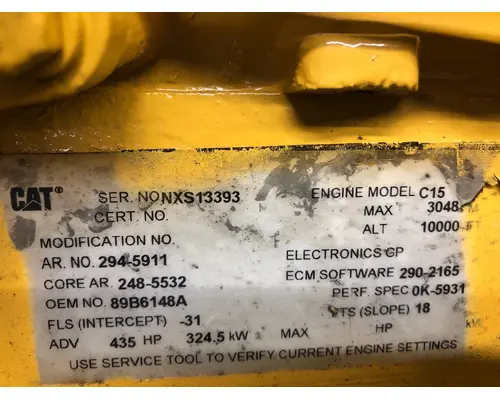 CAT® SER. NO NXS13393 ENGINE MODEL C15
CERT. NO. MAX 3048
ALT 10000
MODIFICATION NO. ELECTRONICS GP
AR. NO. 294-5911 ECM SOFTWARE 290-2165
CORE AR. 248-5532 PERF. SPEC 0K-5931
OEM NO. 89B6148A FTS (SLOPE) 18
FLS (INTERCEPT) -31 HP
ADV 435 HP 324.5 kW MAX
USE SERVICE TOOL TO VERIFY CURRENT ENGINE SETTINGS